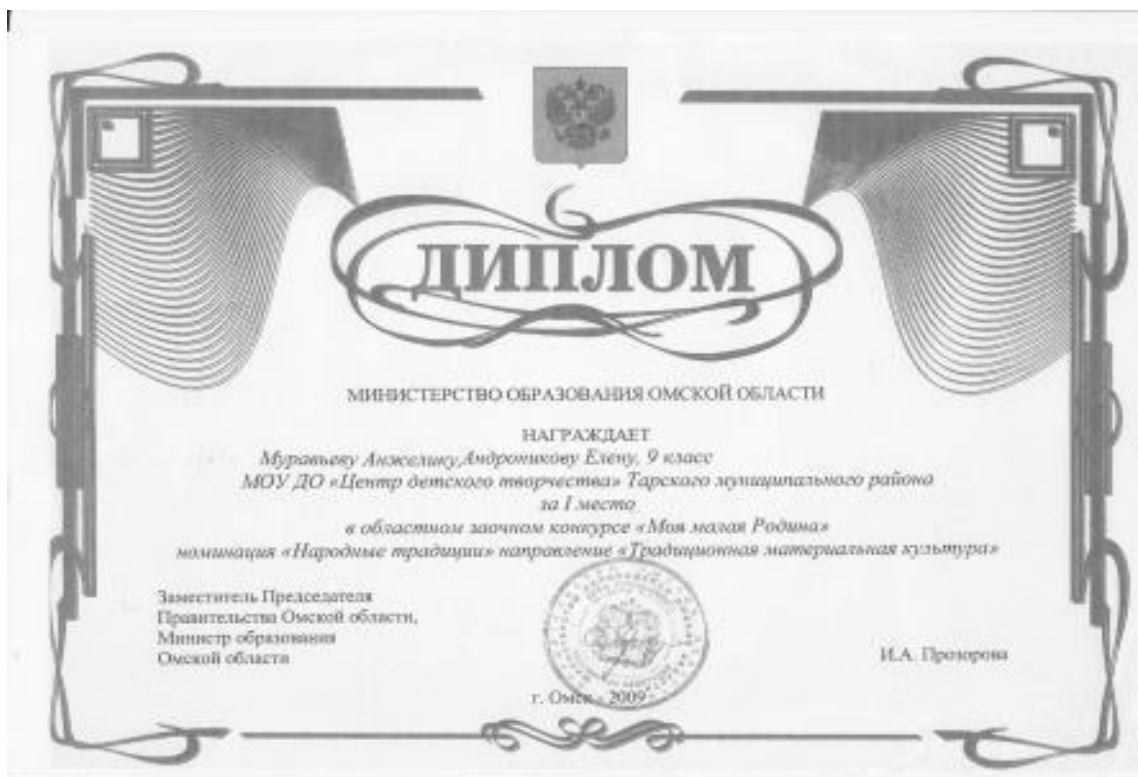 ДИПЛОМ
МИНИСТЕРСТВО ОБРАЗОВАНИЯ ОМСКОЙ ОБЛАСТИ
НАГРАЖДАЕТ
Муравьеву Анжелику,Андроникову Елену, 9 класс
МОУ ДО «Центр детского творчества» Тарского муниципального района
за I место
в областном заочном конкурсе «Моя малая Родина»
номинация «Народные традиции» направление «Традиционная материальная культура»
Заместитель Председателя
Правительства Омской области,
Министр образования
Омской области
И.А. Прозорова
г. Омск - 2009